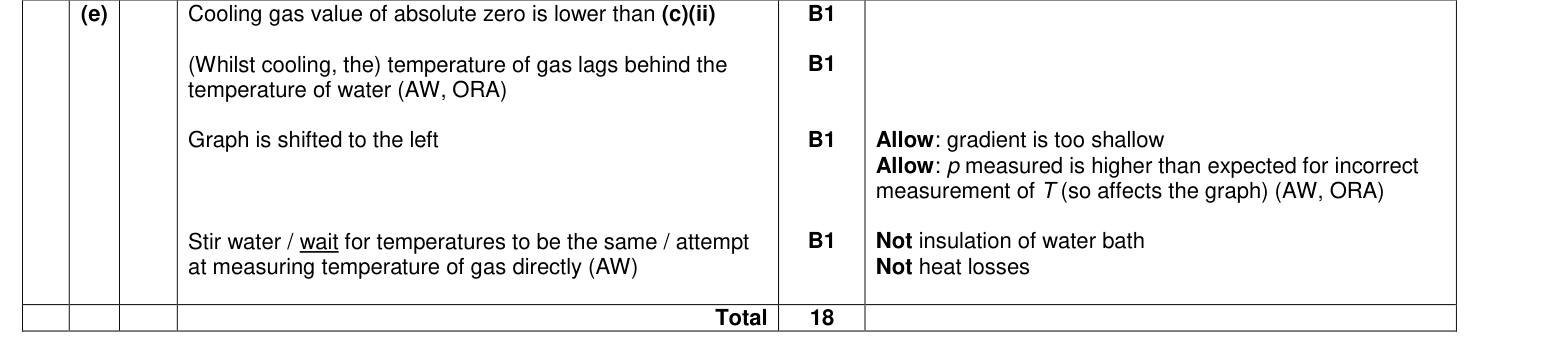 (e) Cooling gas value of absolute zero is lower than (c)(ii) B1
(Whilst cooling, the) temperature of gas lags behind the B1
temperature of water (AW, ORA)
Graph is shifted to the left B1 Allow: gradient is too shallow
Allow: p measured is higher than expected for incorrect
measurement of T (so affects the graph) (AW, ORA)
Stir water / wait for temperatures to be the same / attempt B1 Not insulation of water bath
at measuring temperature of gas directly (AW) Not heat losses
Total 18